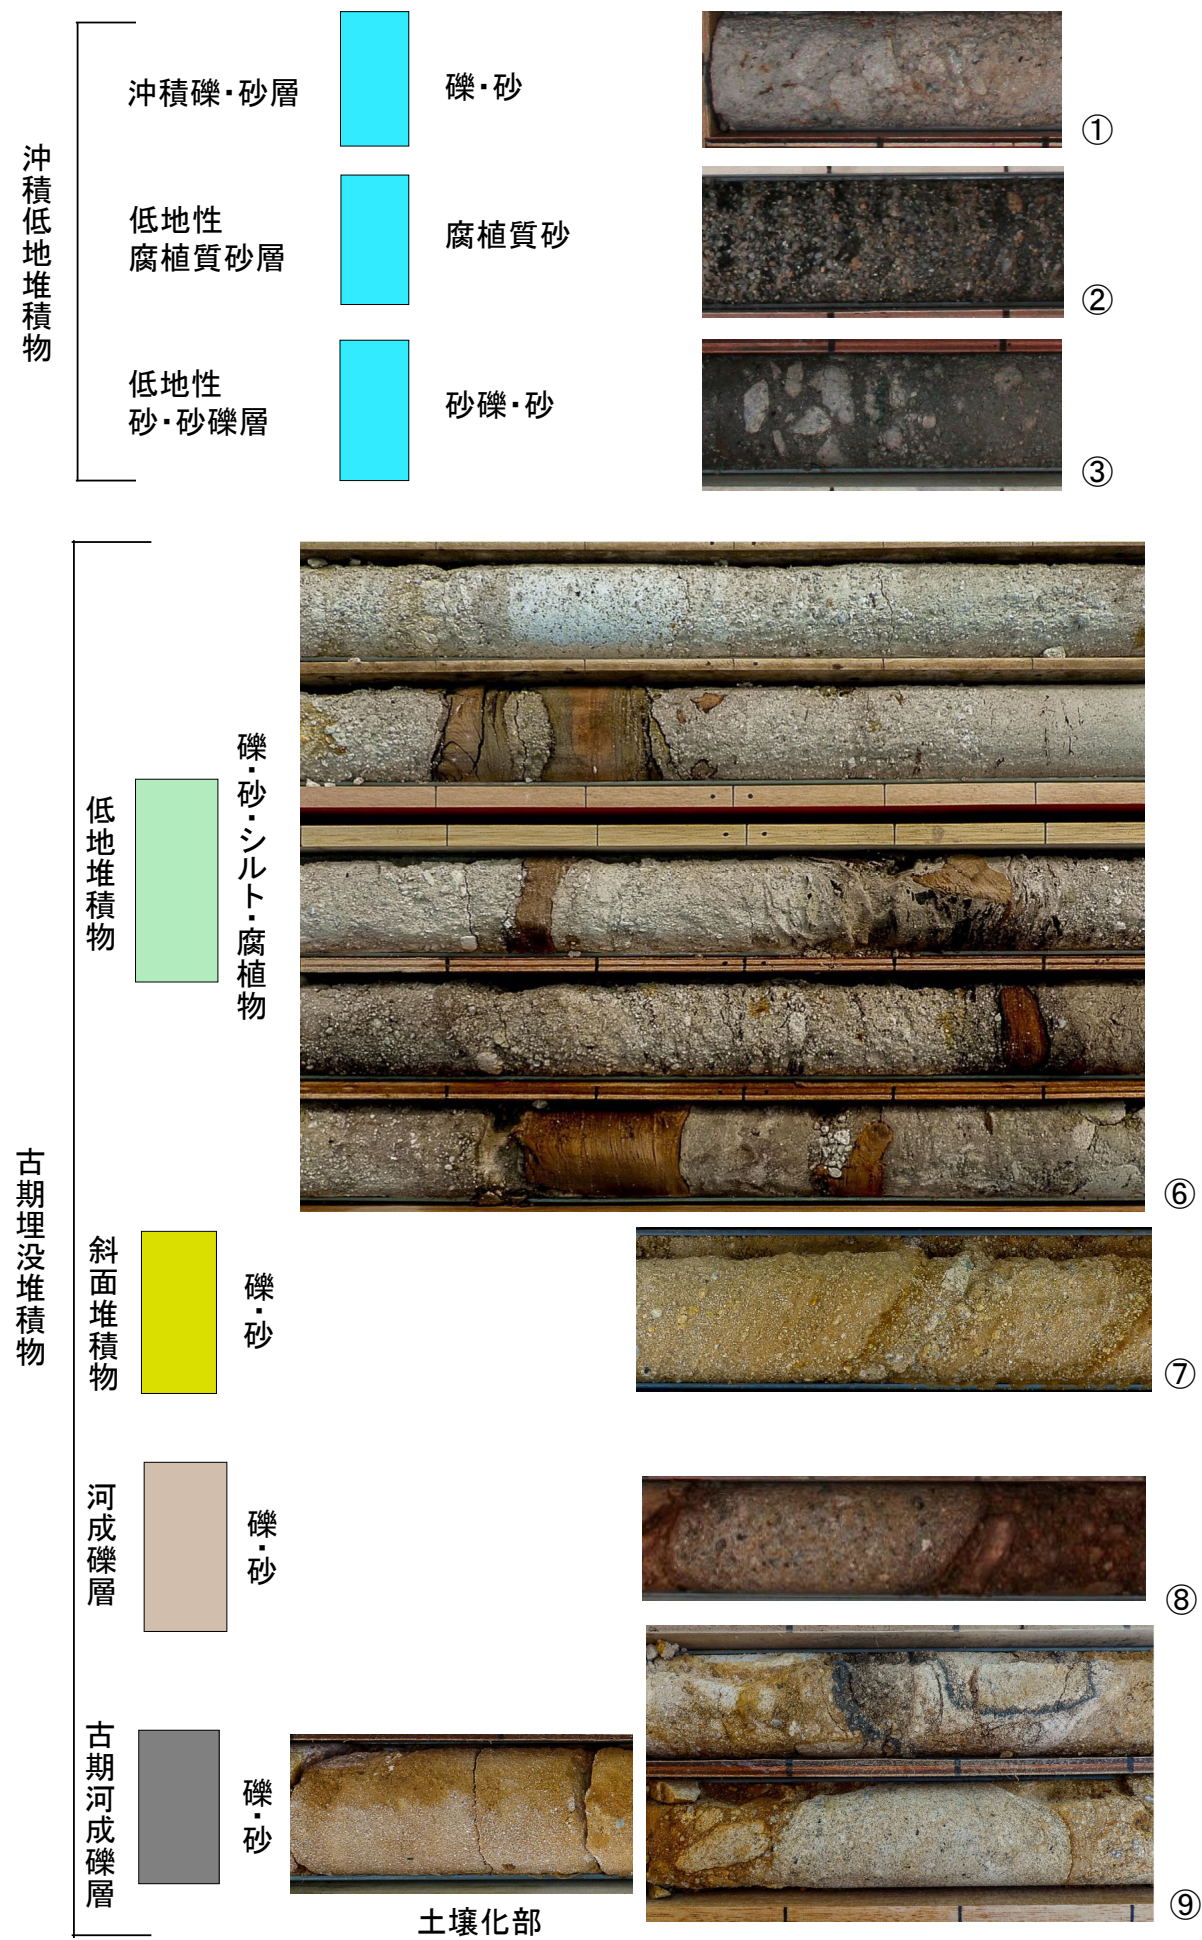 沖積低地堆積物
沖積礫・砂層
礫・砂
①
低地性
腐植質砂層
腐植質砂
②
低地性
砂・砂礫層
砂礫・砂
③
古期埋没堆積物
低地堆積物
礫・砂・シルト・腐植物
⑥
斜面堆積物
礫・砂
⑦
河成礫層
礫・砂
⑧
古期河成礫層
礫・砂
土壌化部
⑨